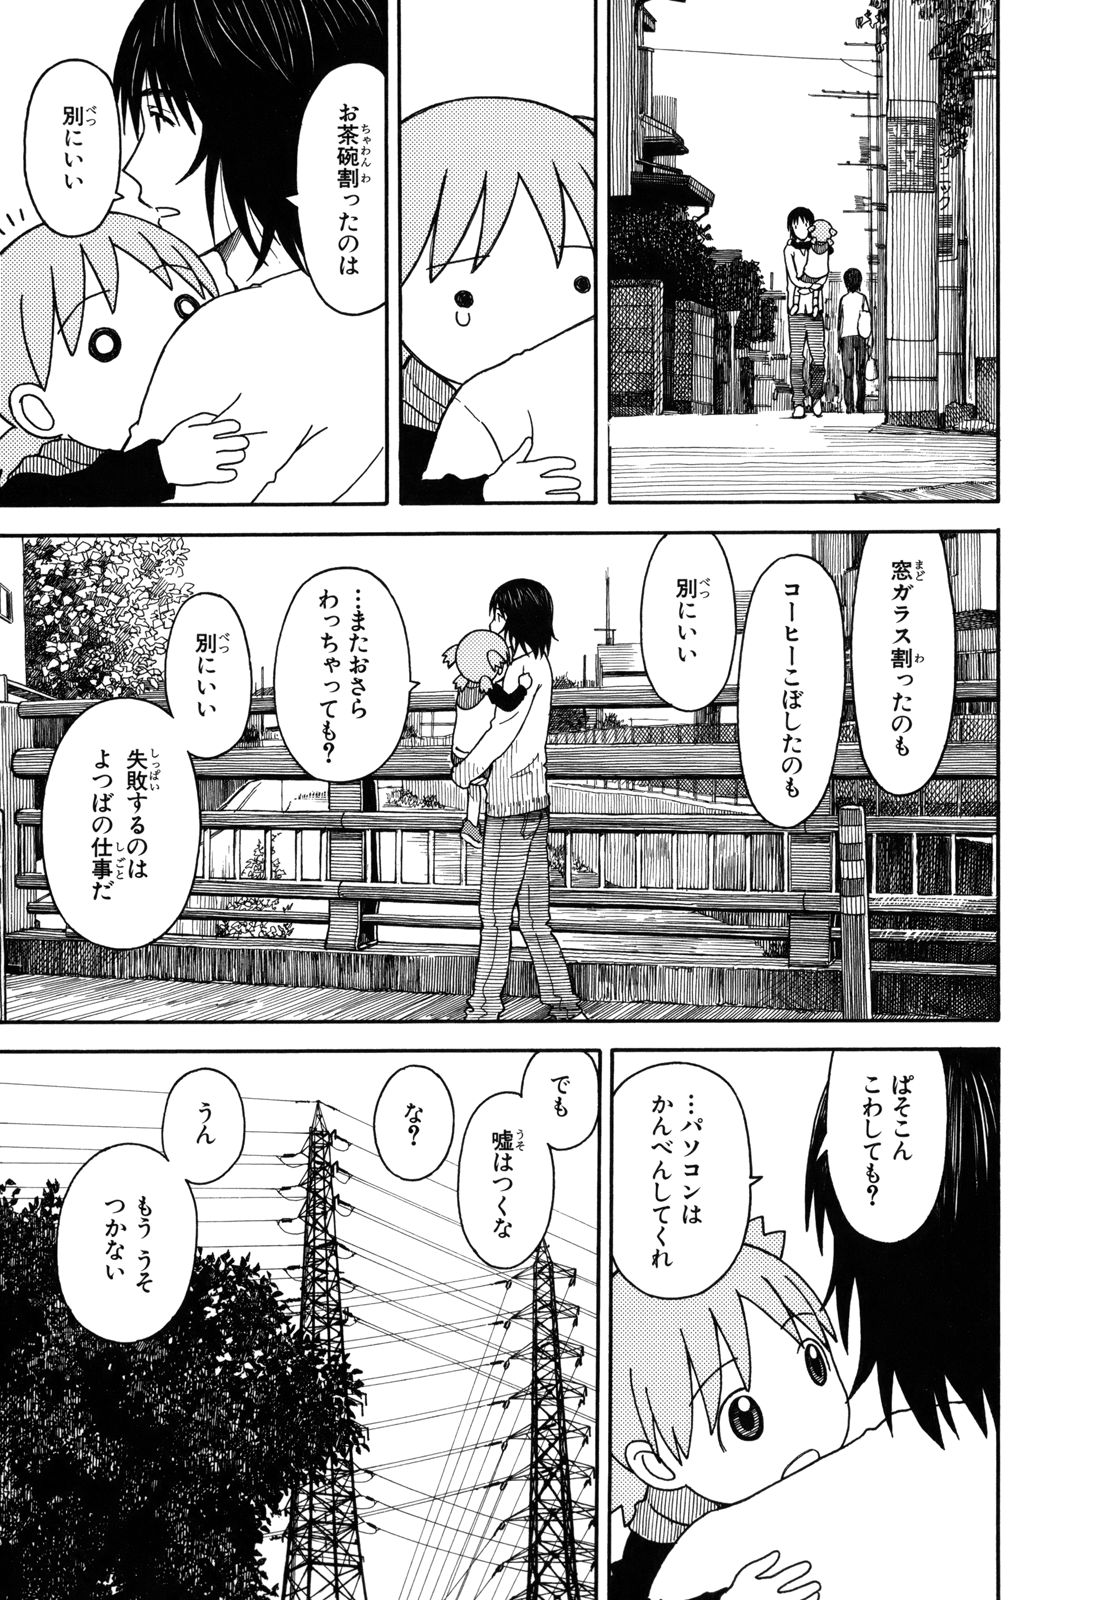 お茶碗割ったのは
別にいい
窓ガラス割ったのも
コーヒーこぼしたのも
別にいい
…またおさら
わっちゃっても？
別にいい
失敗するのは
よつばの仕事だ
ぱそこん
こわしても？
…パソコンは
かんべんしてくれ
でも
嘘はつくな
な？
うん
もう うそ
つかない